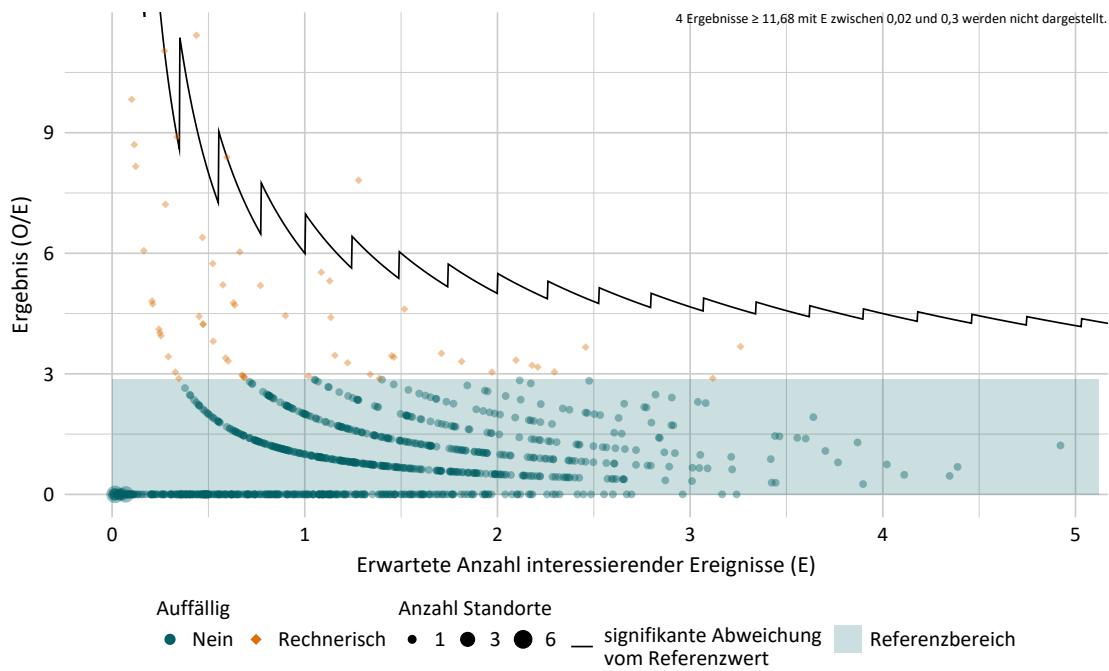 4 Ergebnisse ≥ 11,68 mit E zwischen 0,02 und 0,3 werden nicht dargestellt.
Ergebnis (O/E)
9
6
3
0
0 1 2 3 4 5
Erwartete Anzahl interessierender Ereignisse (E)
Auffällig
Nein
Rechnerisch
Anzahl Standorte
1
3
6
signifikante Abweichung
vom Referenzwert
Referenzbereich